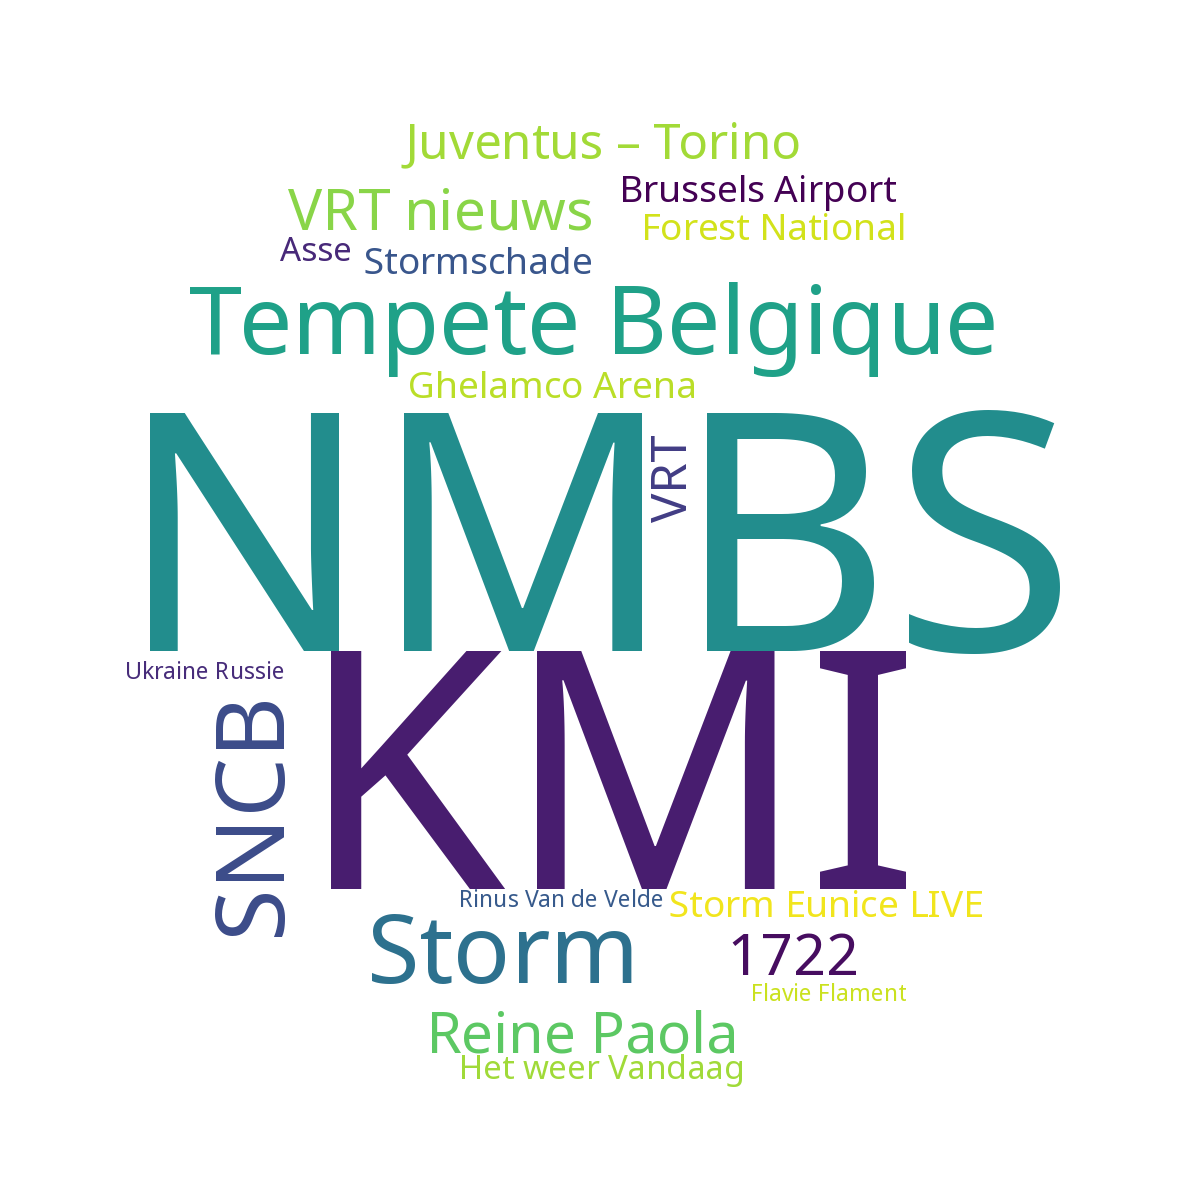 Juventus – Torino
Brussels Airport
VRT nieuws
Forest National
Asse
Stormschade
Tempete Belgique
Ghelamco Arena
NMBS
VRT
KMI
Ukraine Russie
SNCB
Rinus Van de Velde
Storm Eunice LIVE
Storm
1722
Flavie Flament
Reine Paola
Het weer Vandaag